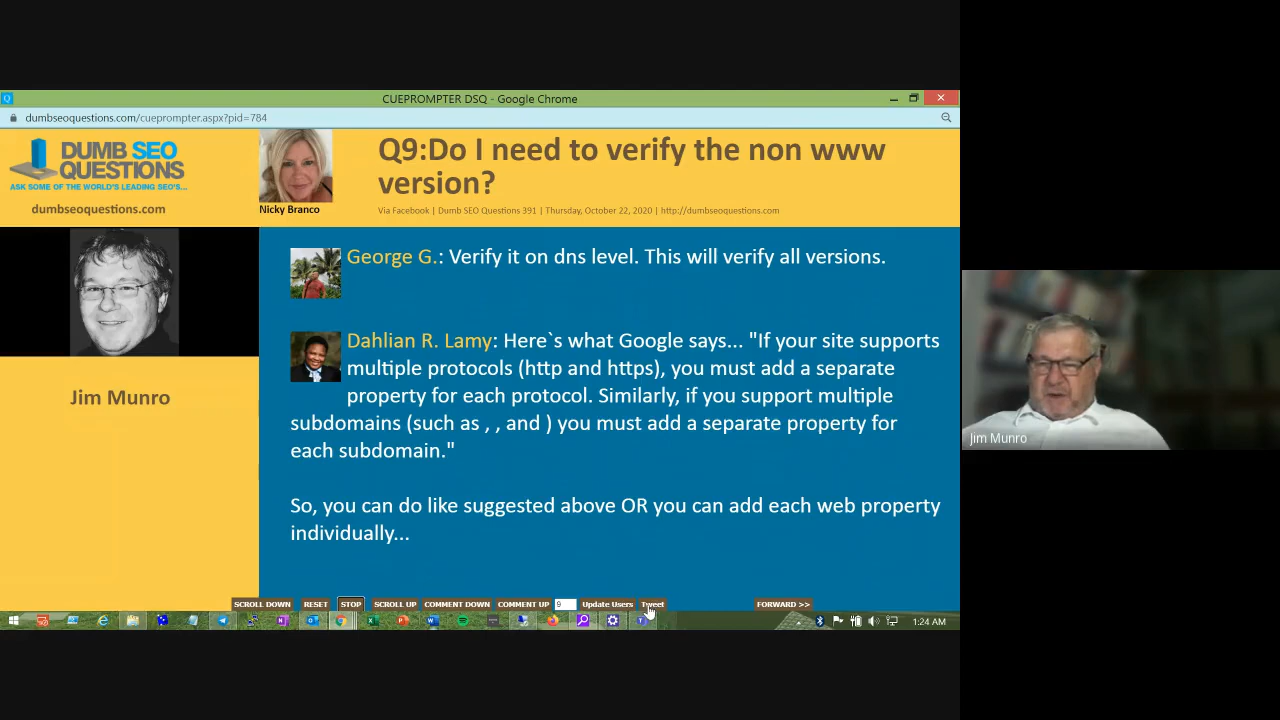 CUEPROMPTER DSQ - Google Chrome
dumbseoquestions.com/cueprompter.aspx?pid=784
DUMB SEO
QUESTIONS
ASK SOME OF THE WORLD'S LEADING SEO'S...
dumbseoquestions.com
Nicky Branco
Q9:Do I need to verify the non www
version?
Via Facebook | Dumb SEO Questions 391 | Thursday, October 22, 2020 | http://dumbseoquestions.com
Jim Munro
George G.: Verify it on dns level. This will verify all versions.
Dahlian R. Lamy: Here`s what Google says... "If your site supports
multiple protocols (http and https), you must add a separate
property for each protocol. Similarly, if you support multiple
subdomains (such as , , and ) you must add a separate property for
each subdomain."
So, you can do like suggested above OR you can add each web property
individually...
Jim Munro
SCROLL DOWN RESET STOP SCROLL UP COMMENT DOWN COMMENT UP 9 Update Users Tweet FORWARD >>
1:24 AM